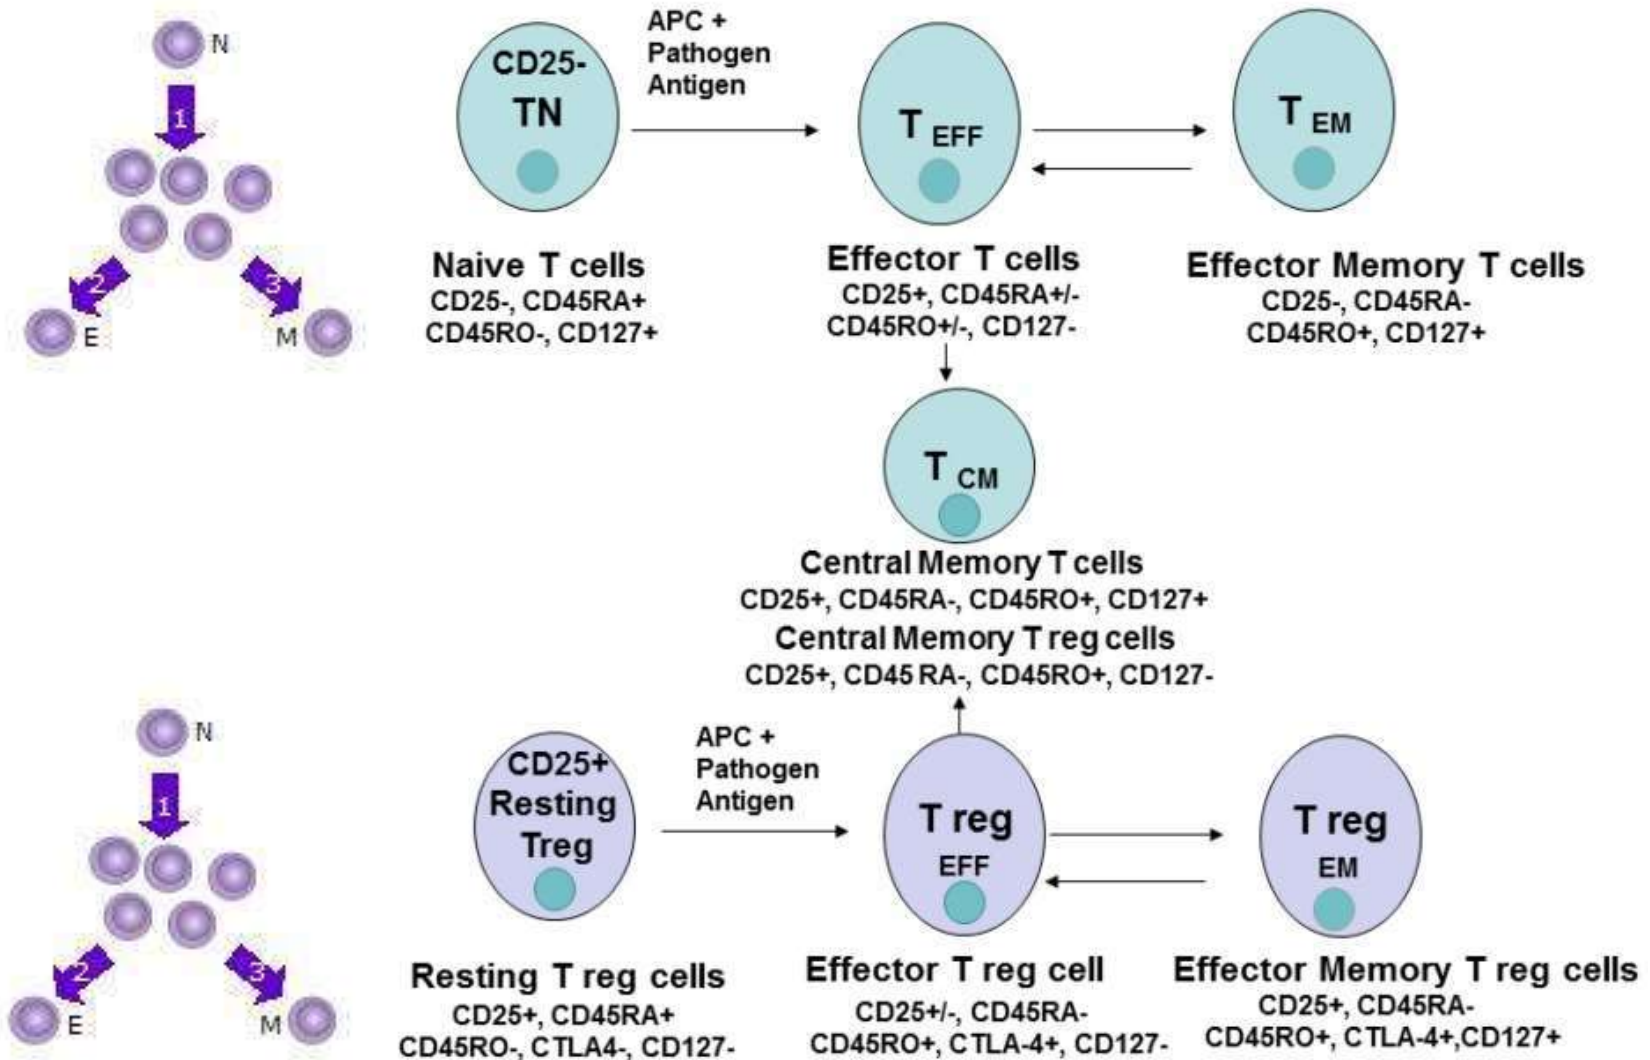 N
1
2
3
E
M
CD25-
TN
APC +
Pathogen
Antigen
T EFF
T EM
Naive T cells
CD25-, CD45RA+
CD45RO-, CD127+
Effector T cells
CD25+, CD45RA+/-
CD45RO+/-, CD127-
Effector Memory T cells
CD25-, CD45RA-
CD45RO+, CD127+
T CM
Central Memory T cells
CD25+, CD45RA-, CD45RO+, CD127+
Central Memory T reg cells
CD25+, CD45 RA-, CD45RO+, CD127-
N
1
2
3
E
M
CD25+
Resting
Treg
APC +
Pathogen
Antigen
T reg
EFF
T reg
EM
Resting T reg cells
CD25+, CD45RA+
CD45RO-, CTLA4-, CD127-
Effector T reg cell
CD25+/-, CD45RA-
CD45RO+, CTLA-4+, CD127-
Effector Memory T reg cells
CD25+, CD45RA-
CD45RO+, CTLA-4+,CD127+